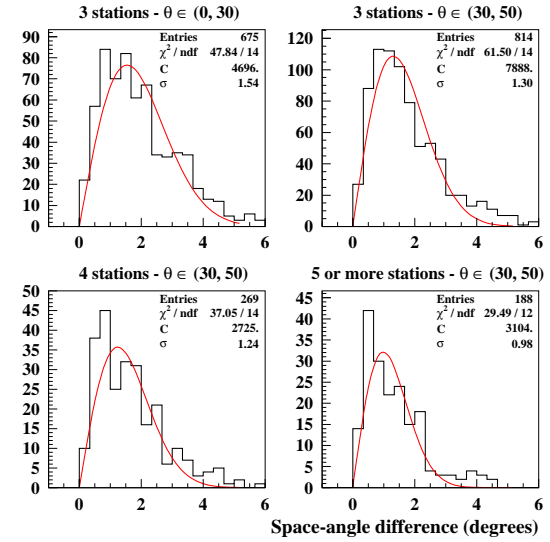 3 stations - θ ∈ (0, 30)
Entries 675
χ² / ndf 47.84 / 14
C 4696.
σ 1.54
90
80
70
60
50
40
30
20
10
0
0 2 4 6
3 stations - θ ∈ (30, 50)
Entries 814
χ² / ndf 61.50 / 14
C 7888.
σ 1.30
120
100
80
60
40
20
0
0 2 4 6
4 stations - θ ∈ (30, 50)
Entries 269
χ² / ndf 37.05 / 14
C 2725.
σ 1.24
50
45
40
35
30
25
20
15
10
5
0
0 2 4 6
5 or more stations - θ ∈ (30, 50)
Entries 188
χ² / ndf 29.49 / 12
C 3104.
σ 0.98
45
40
35
30
25
20
15
10
5
0
0 2 4 6
Space-angle difference (degrees)